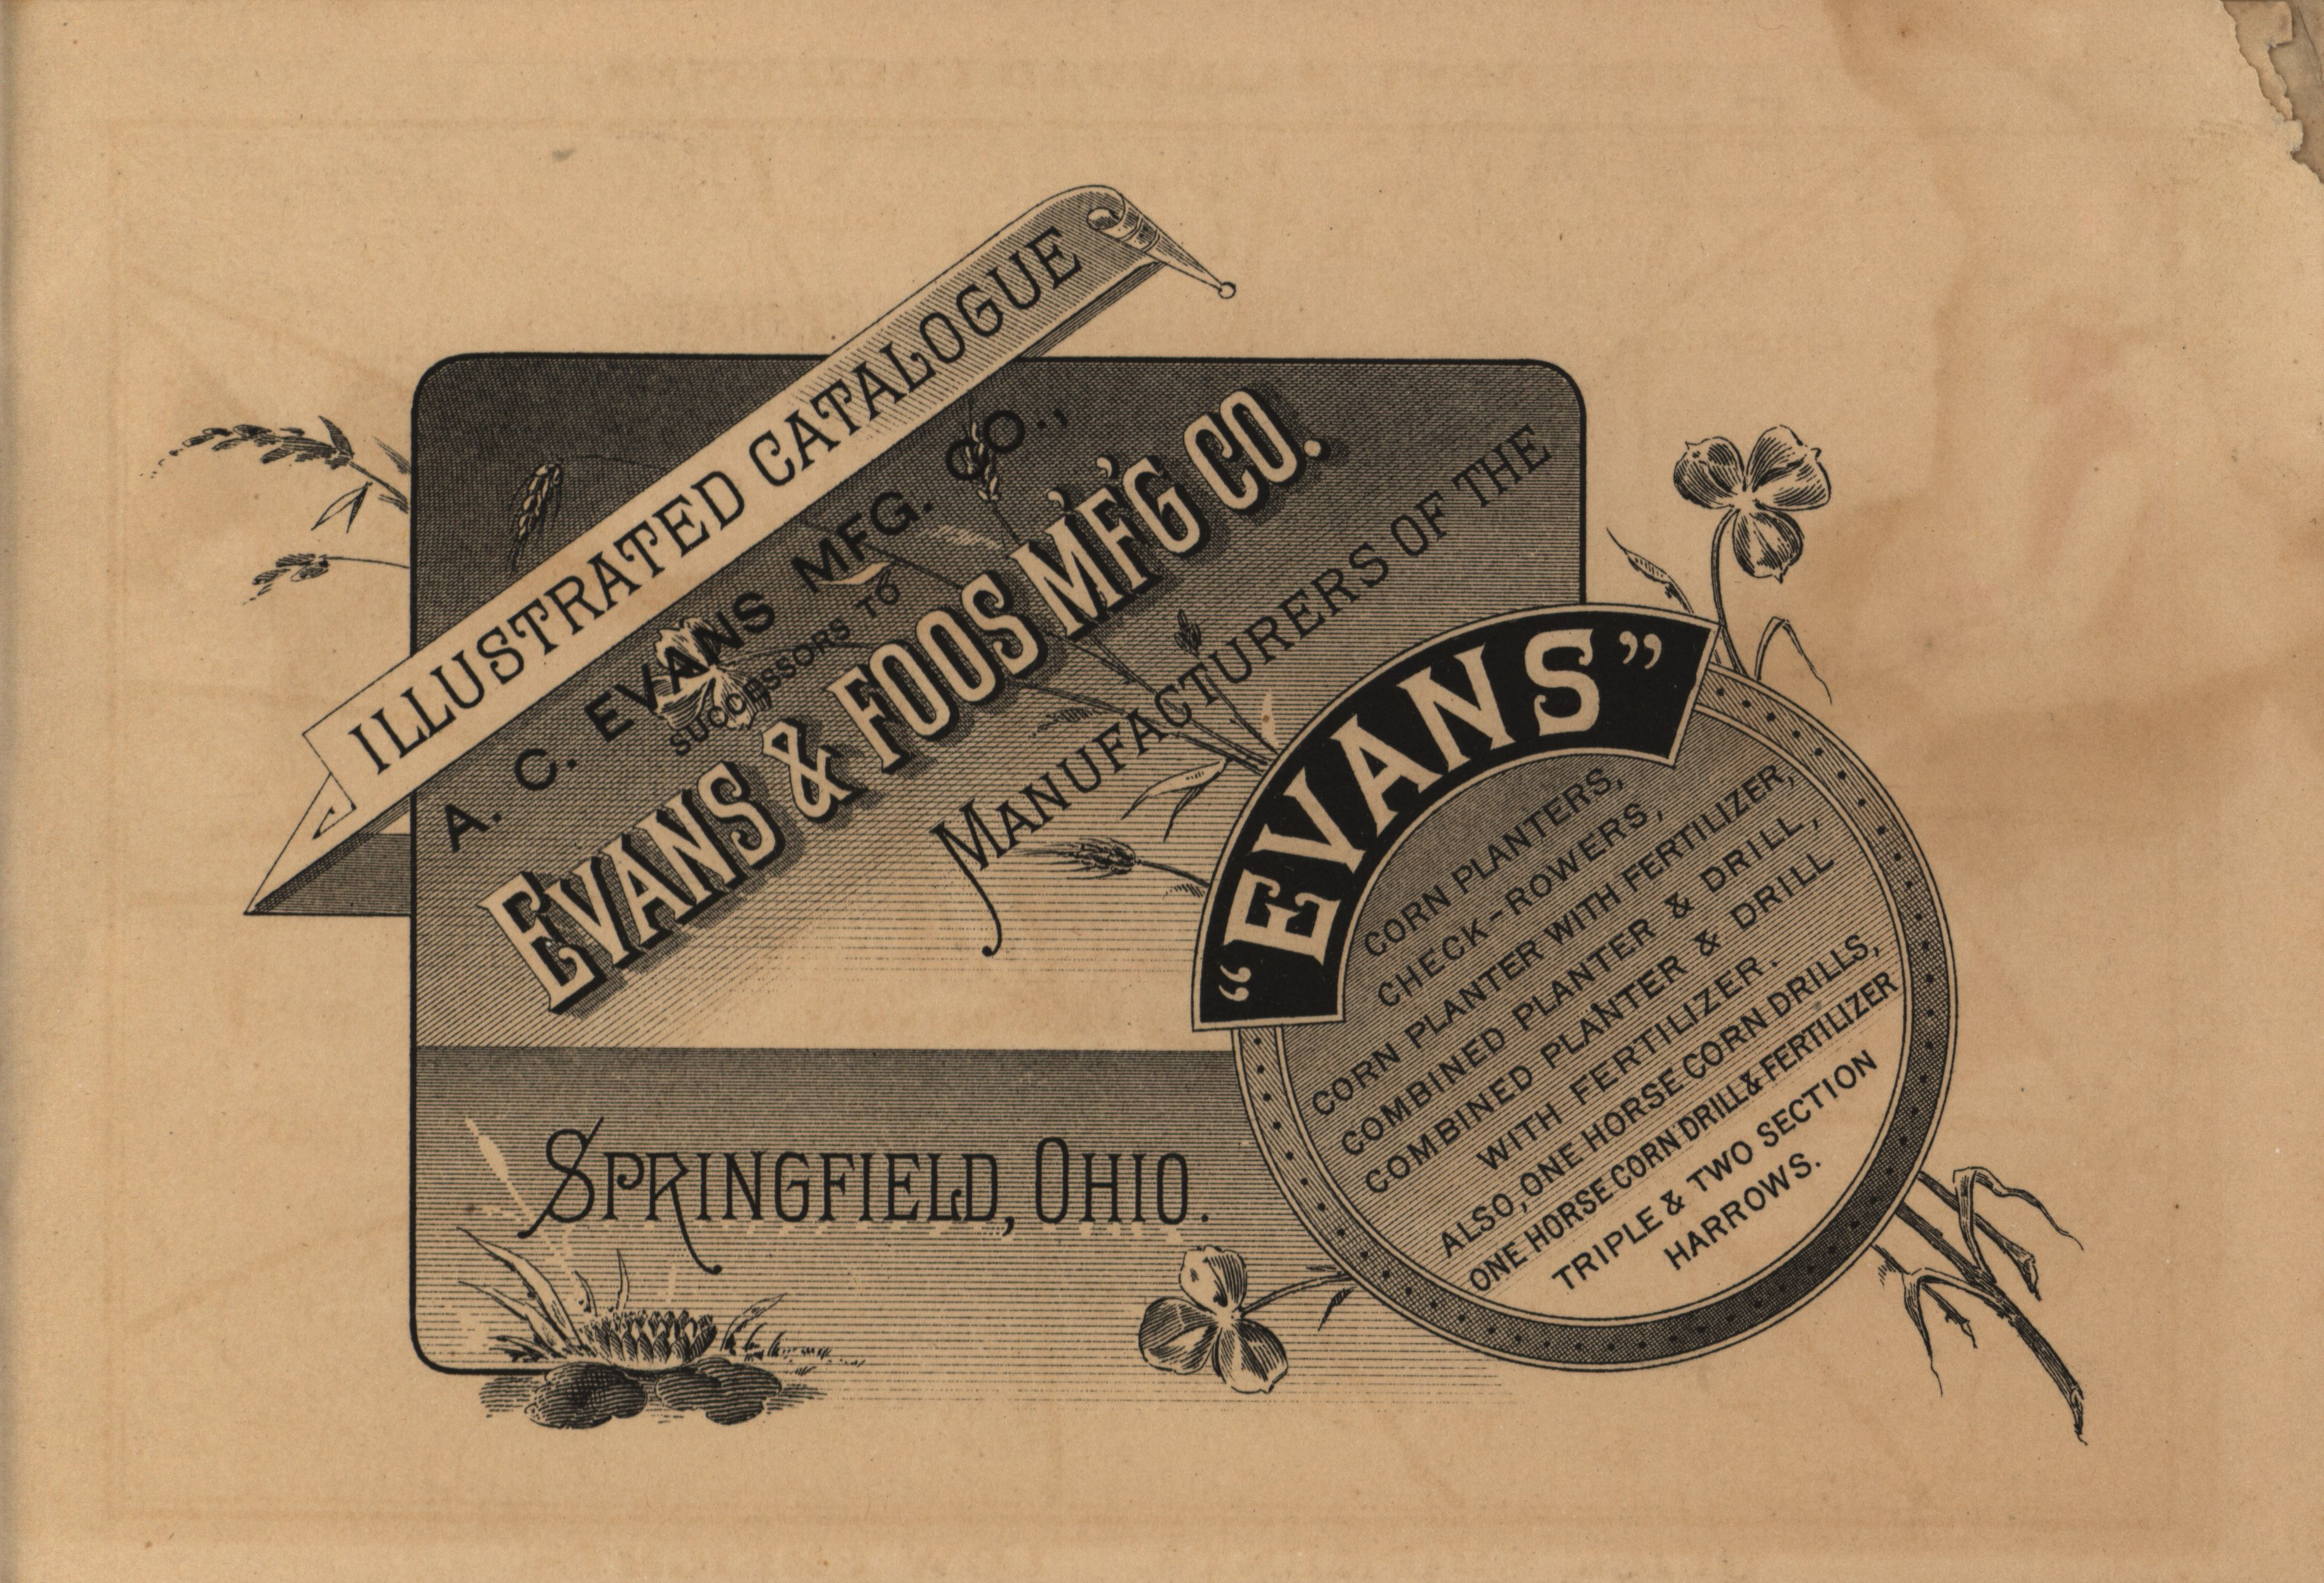 ILLUSTRATED CATALOGUE
A. C. EVANS MFG. CO.,
SUCCESSORS TO
EVANS & FOOS M'F'G CO.
MANUFACTURERS OF THE
"EVANS"
CORN PLANTERS,
CHECK-ROWERS,
CORN PLANTER WITH FERTILIZER,
COMBINED PLANTER & DRILL,
COMBINED PLANTER & DRILL
WITH FERTILIZER.
ALSO, ONE HORSE CORN DRILLS,
ONE HORSE CORN DRILL & FERTILIZER
TRIPLE & TWO SECTION
HARROWS.
SPRINGFIELD, OHIO.